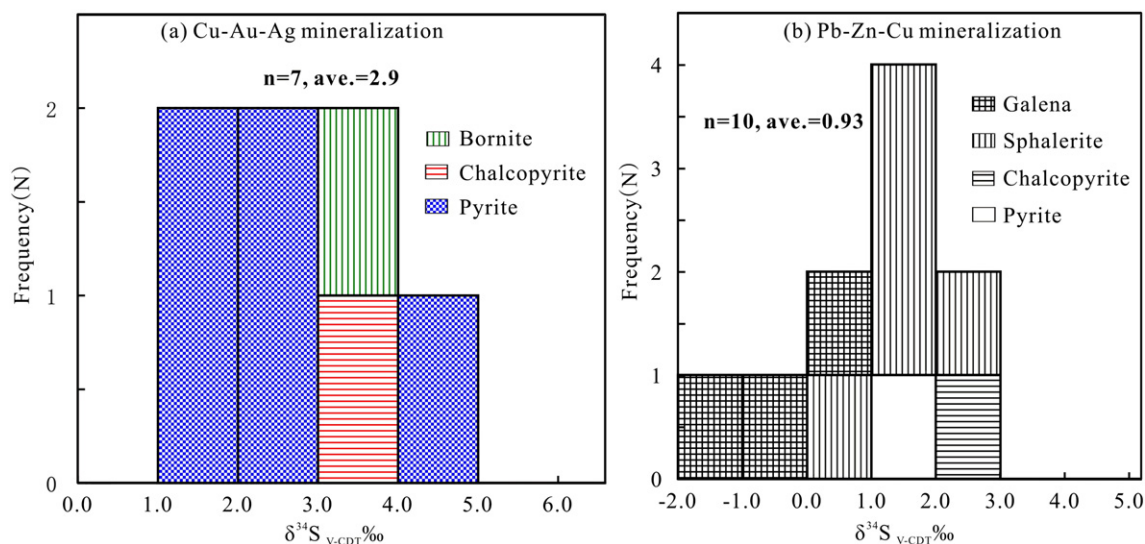 (a) Cu-Au-Ag mineralization
n=7, ave.=2.9
Bornite
Chalcopyrite
Pyrite
Frequency(N)
2
1
0
1.0 2.0 3.0 4.0 5.0 6.0
δ³⁴S V-CDT‰
(b) Pb-Zn-Cu mineralization
n=10, ave.=0.93
Galena
Sphalerite
Chalcopyrite
Pyrite
Frequency(N)
4
3
2
1
0
-2.0 -1.0 0.0 1.0 2.0 3.0 4.0 5.0
δ³⁴S V-CDT‰